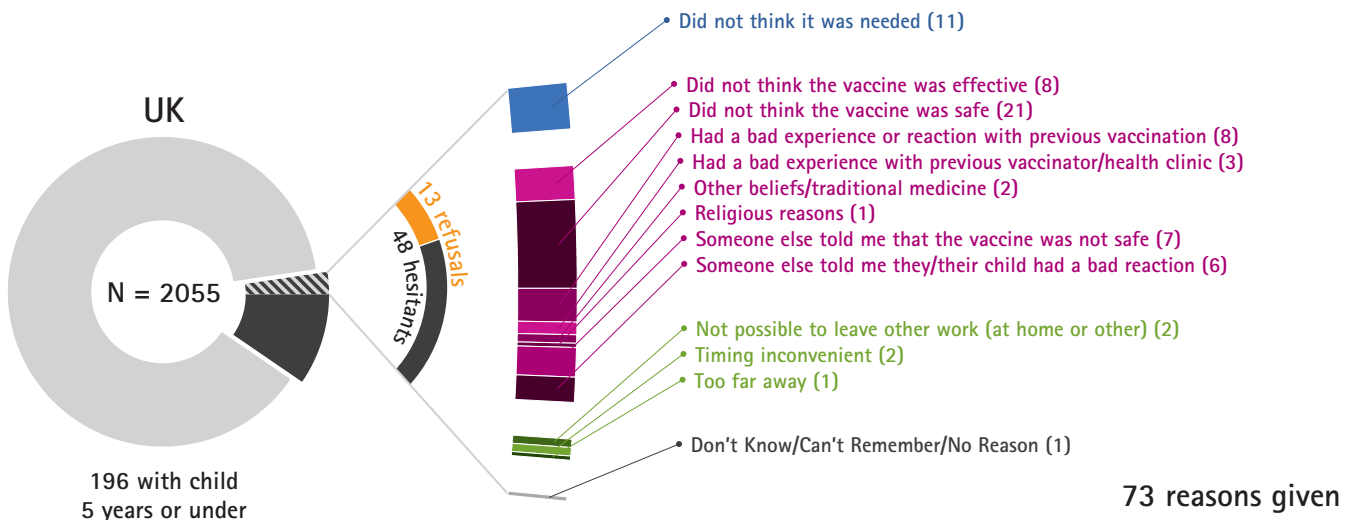 UK
N = 2055
196 with child
5 years or under
13 refusals
48 hesitants
Did not think it was needed (11)
Did not think the vaccine was effective (8)
Did not think the vaccine was safe (21)
Had a bad experience or reaction with previous vaccination (8)
Had a bad experience with previous vaccinator/health clinic (3)
Other beliefs/traditional medicine (2)
Religious reasons (1)
Someone else told me that the vaccine was not safe (7)
Someone else told me they/their child had a bad reaction (6)
Not possible to leave other work (at home or other) (2)
Timing inconvenient (2)
Too far away (1)
Don't Know/Can't Remember/No Reason (1)
73 reasons given